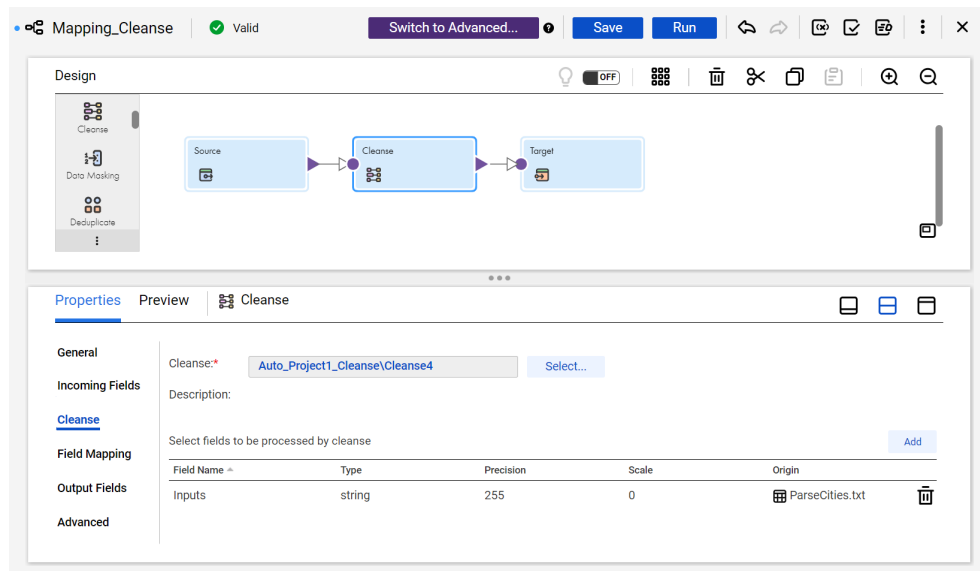 Mapping_Cleanse Valid Switch to Advanced... Save Run
Design OFF
Cleanse
Data Masking
Deduplicate
Source Cleanse Target
Properties Preview Cleanse
General
Incoming Fields
Cleanse
Field Mapping
Output Fields
Advanced
Cleanse:* Auto_Project1_Cleanse\Cleanse4 Select...
Description:
Select fields to be processed by cleanse Add
Field Name Type Precision Scale Origin
Inputs string 255 0 ParseCities.txt